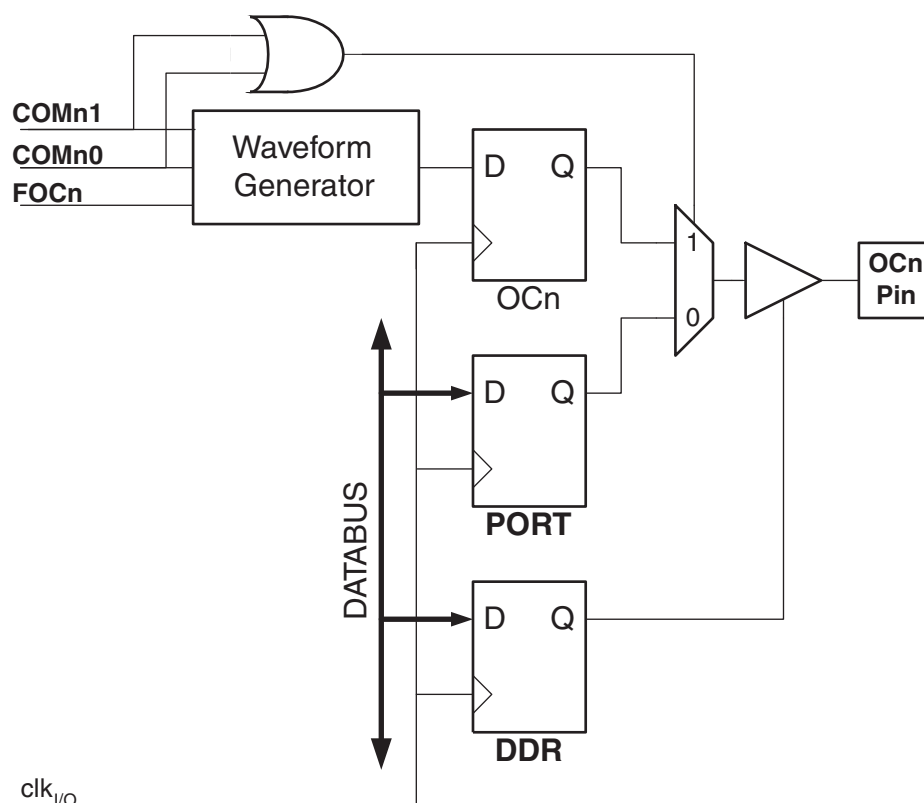 COMn1
COMn0
FOCn
Waveform
Generator
D Q
OCn
1
0
OCn
Pin
D Q
PORT
DATABUS
D Q
DDR
clkI/O